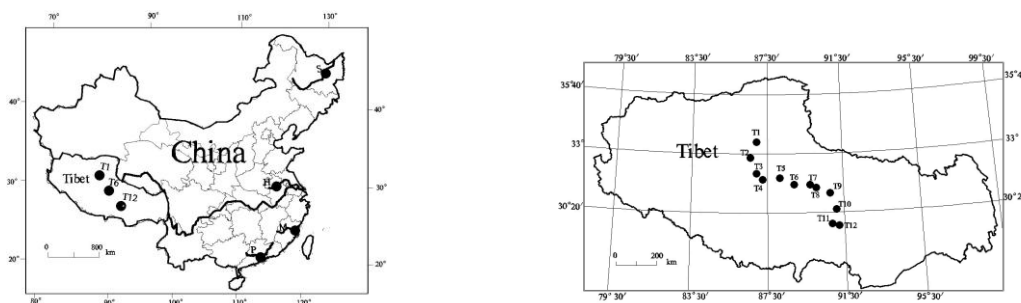 70° 90° 110° 130°
40° 40°
China
T1
Tibet T6
T12
H
30° 30°
M
P
0 800 km
20° 20°
80° 90° 100° 110° 120°
79°30′ 83°30′ 87°30′ 91°30′ 95°30′ 99°30′
35°40′
T1
33° 33°
Tibet T2
T3 T5
T4 T6 T7
T8 T9
30°20′
T10
T11 T12
0 200 km
79°30′ 83°30′ 87°30′ 91°30′ 95°30′